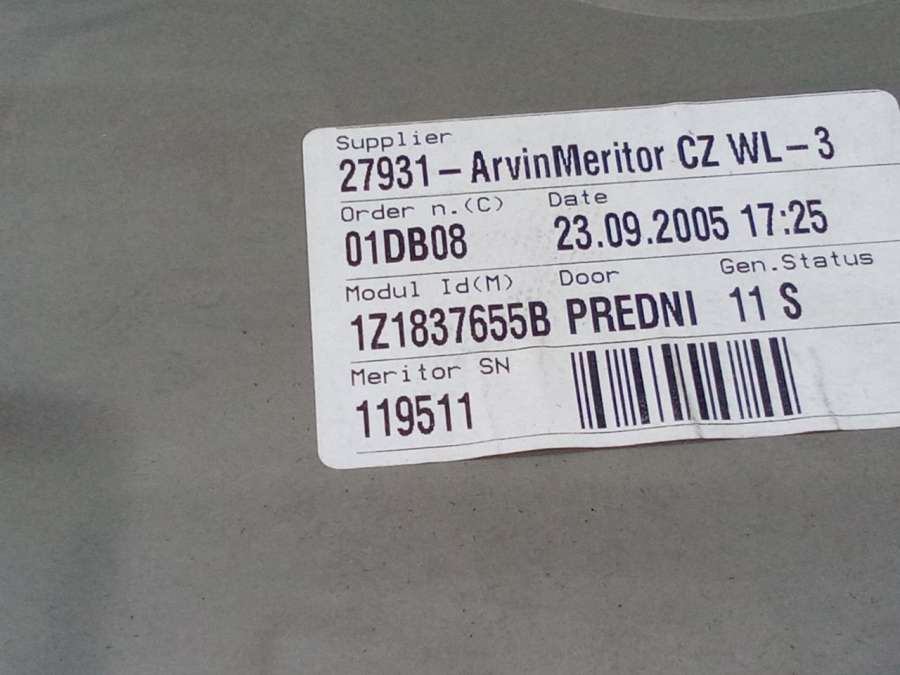 Supplier
27931 - ArvinMeritor CZ WL - 3
Order n.(C) Date
01DB08 23.09.2005 17:25
Modul Id(M) Door Gen.Status
1Z1837655B PREDNI 11 S
Meritor SN
119511